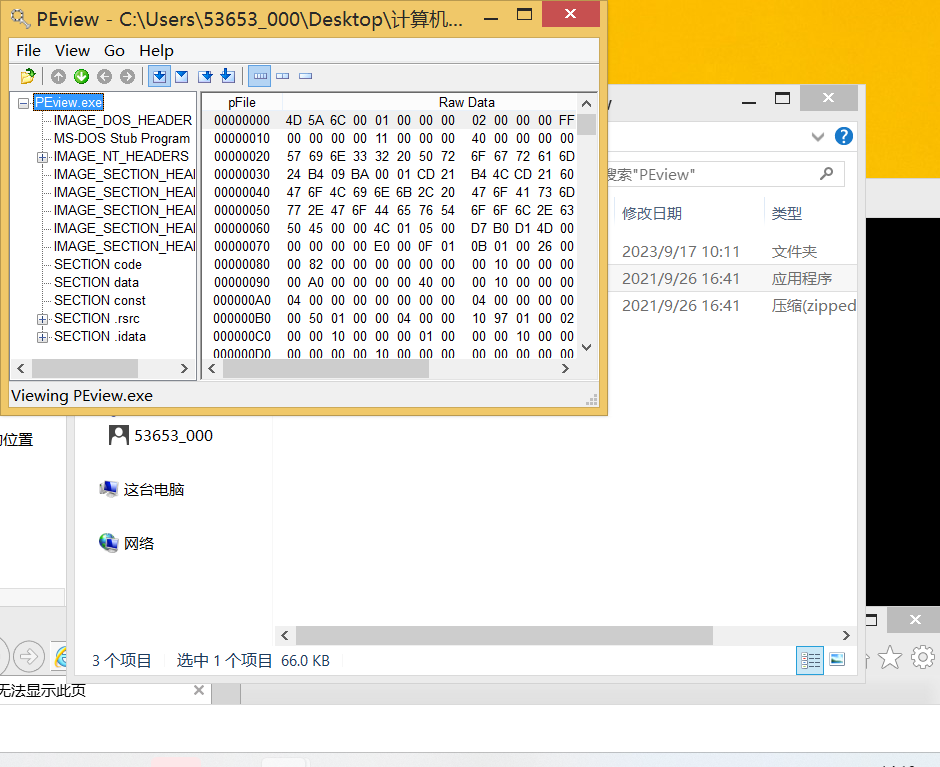 PEview - C:\Users\53653_000\Desktop\计算机...
File View Go Help
PEview.exe
IMAGE_DOS_HEADER
MS-DOS Stub Program
IMAGE_NT_HEADERS
IMAGE_SECTION_HEAI
IMAGE_SECTION_HEAI
IMAGE_SECTION_HEAI
IMAGE_SECTION_HEAI
IMAGE_SECTION_HEAI
SECTION code
SECTION data
SECTION const
SECTION .rsrc
SECTION .idata
pFile Raw Data
00000000 4D 5A 6C 00 01 00 00 00 02 00 00 00 FF
00000010 00 00 00 00 11 00 00 00 40 00 00 00 00
00000020 57 69 6E 33 32 20 50 72 6F 67 72 61 6D
00000030 24 B4 09 BA 00 01 CD 21 B4 4C CD 21 60
00000040 47 6F 4C 69 6E 6B 2C 20 47 6F 41 73 6D
00000050 77 2E 47 6F 44 65 76 54 6F 6F 6C 2E 63
00000060 50 45 00 00 4C 01 05 00 D7 B0 D1 4D 00
00000070 00 00 00 00 E0 00 0F 01 0B 01 00 26 00
00000080 00 82 00 00 00 00 00 00 00 10 00 00 00
00000090 00 A0 00 00 00 00 40 00 00 10 00 00 00
000000A0 04 00 00 00 00 00 00 00 04 00 00 00 00
000000B0 00 50 01 00 00 04 00 00 10 97 01 00 02
000000C0 00 00 10 00 00 00 01 00 00 00 10 00 00
000000D0 00 00 00 00 10 00 00 00 00 00 00 00 00
Viewing PEview.exe
搜索"PEview"
修改日期 类型
2023/9/17 10:11 文件夹
2021/9/26 16:41 应用程序
2021/9/26 16:41 压缩(zipped
位置
53653_000
这台电脑
网络
3 个项目 选中 1 个项目 66.0 KB
无法显示此页